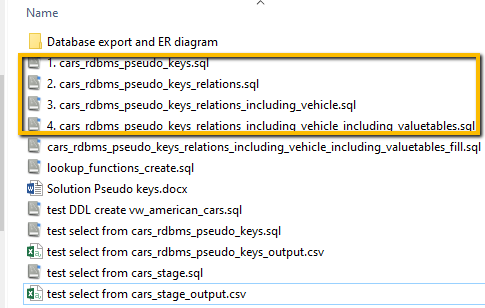 Name
Database export and ER diagram
1. cars_rdbms_pseudo_keys.sql
2. cars_rdbms_pseudo_keys_relations.sql
3. cars_rdbms_pseudo_keys_relations_including_vehicle.sql
4. cars_rdbms_pseudo_keys_relations_including_vehicle_including_valuetables.sql
cars_rdbms_pseudo_keys_relations_including_vehicle_including_valuetables_fill.sql
lookup_functions_create.sql
Solution Pseudo keys.docx
test DDL create vw_american_cars.sql
test select from cars_rdbms_pseudo_keys.sql
test select from cars_rdbms_pseudo_keys_output.csv
test select from cars_stage.sql
test select from cars_stage_output.csv